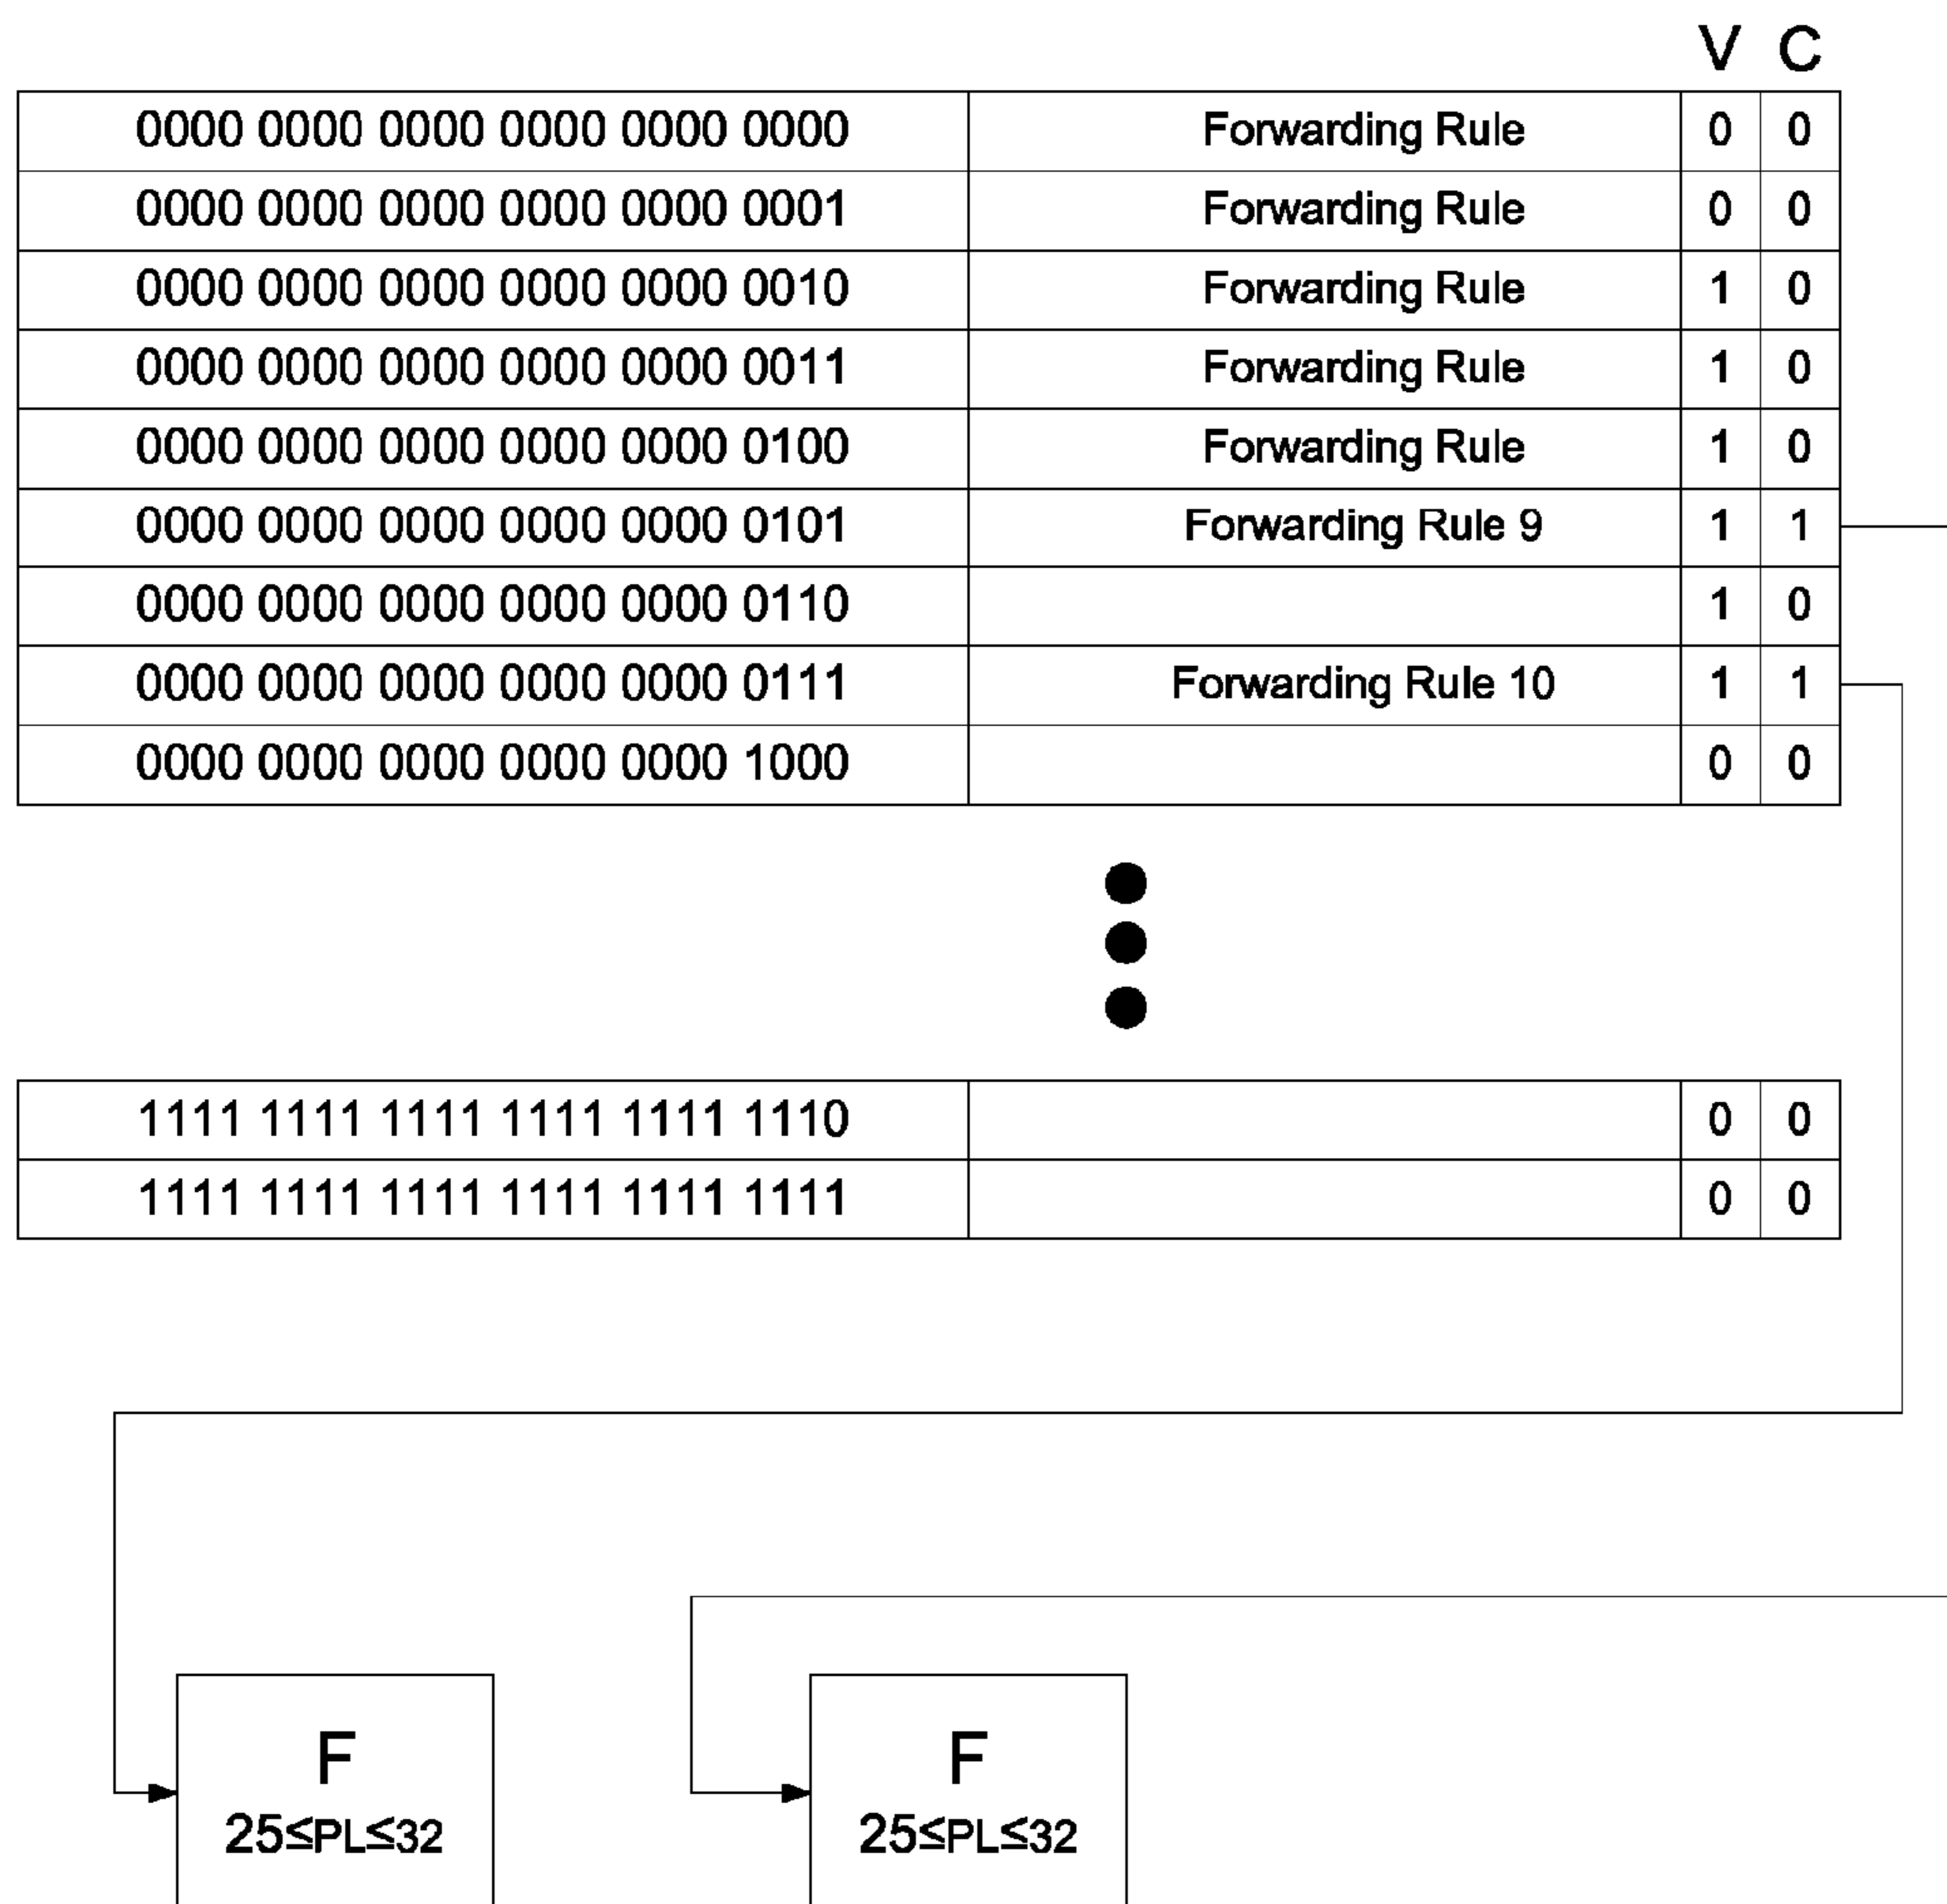 V C
0000 0000 0000 0000 0000 0000 Forwarding Rule 0 0
0000 0000 0000 0000 0000 0001 Forwarding Rule 0 0
0000 0000 0000 0000 0000 0010 Forwarding Rule 1 0
0000 0000 0000 0000 0000 0011 Forwarding Rule 1 0
0000 0000 0000 0000 0000 0100 Forwarding Rule 1 0
0000 0000 0000 0000 0000 0101 Forwarding Rule 9 1 1
0000 0000 0000 0000 0000 0110 1 0
0000 0000 0000 0000 0000 0111 Forwarding Rule 10 1 1
0000 0000 0000 0000 0000 1000 0 0
1111 1111 1111 1111 1111 1110 0 0
1111 1111 1111 1111 1111 1111 0 0
F F
25≤PL≤32 25≤PL≤32